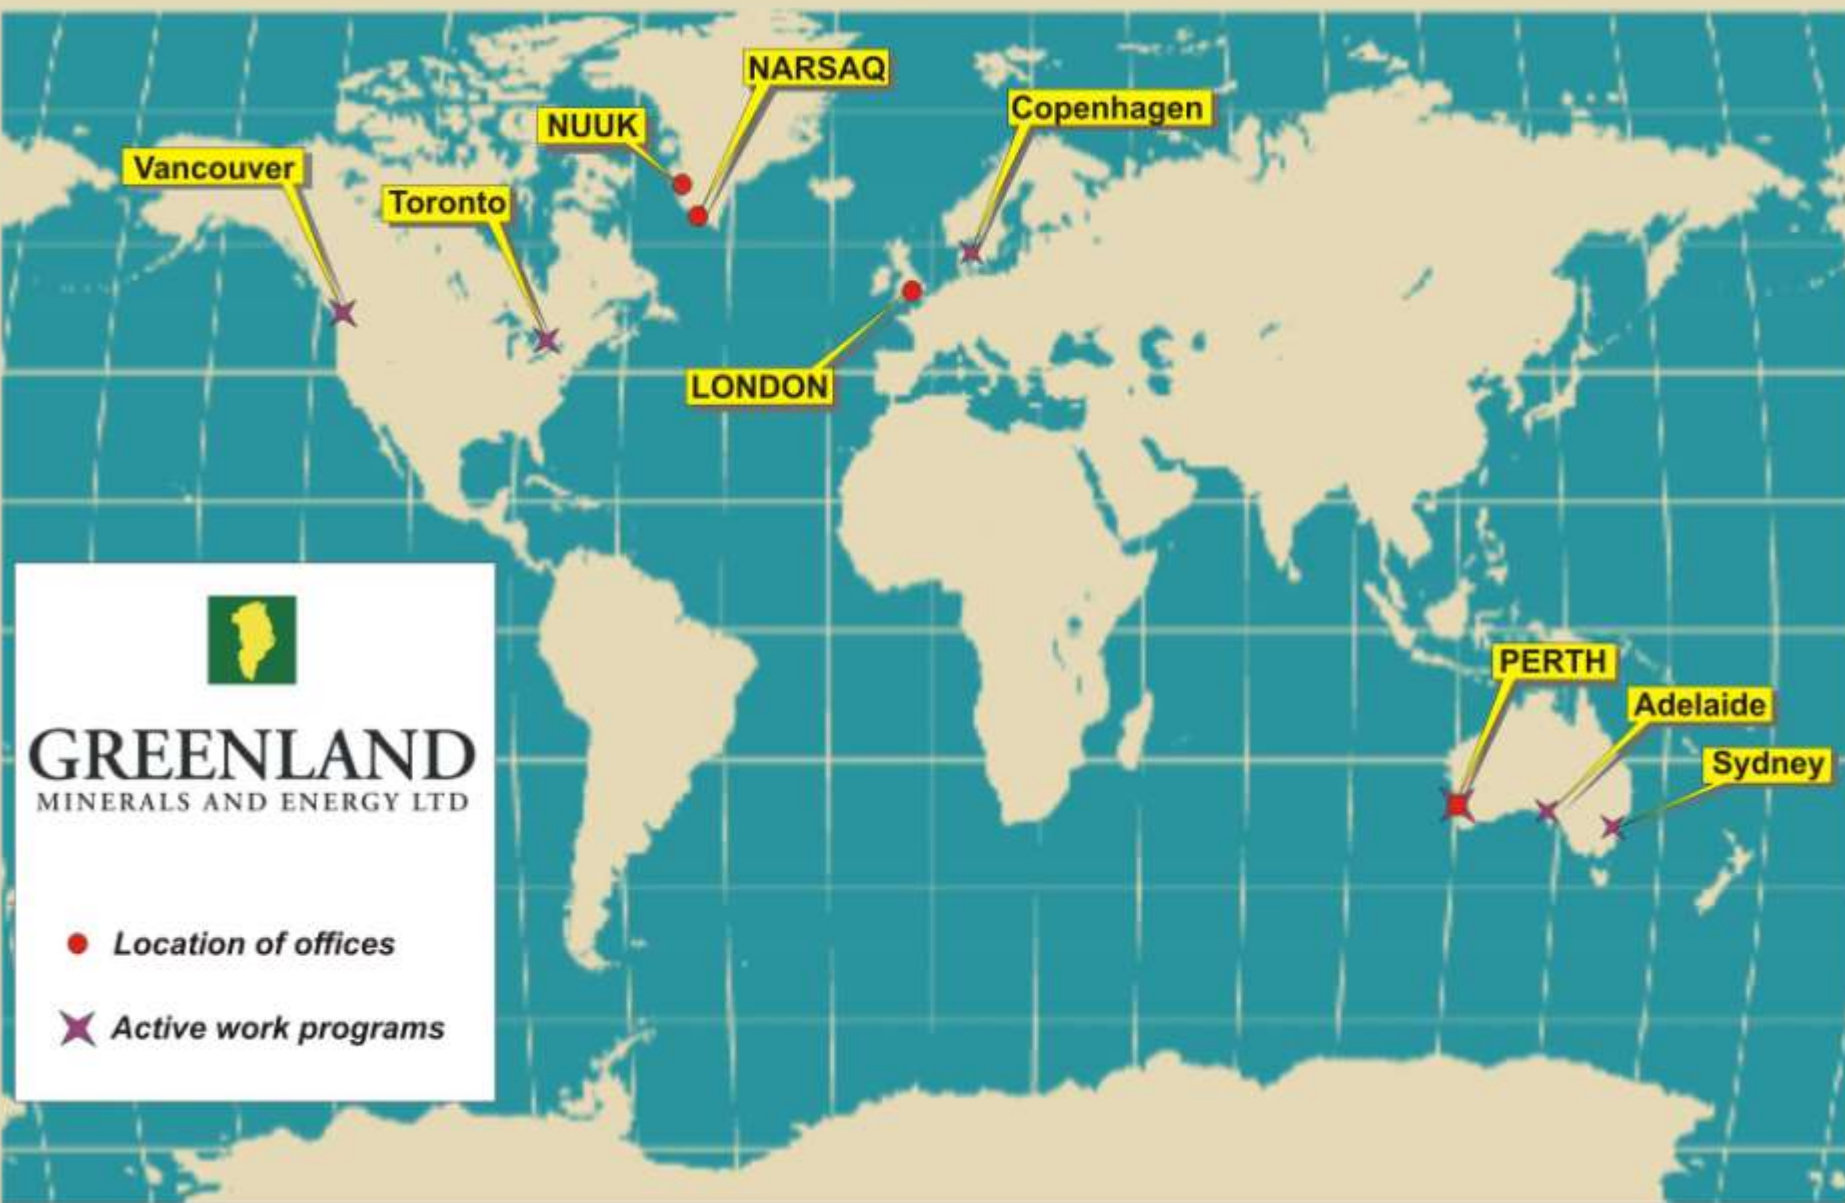 NARSAQ
Copenhagen
NUUK
Vancouver
Toronto
LONDON
PERTH
Adelaide
Sydney
GREENLAND
MINERALS AND ENERGY LTD
Location of offices
Active work programs